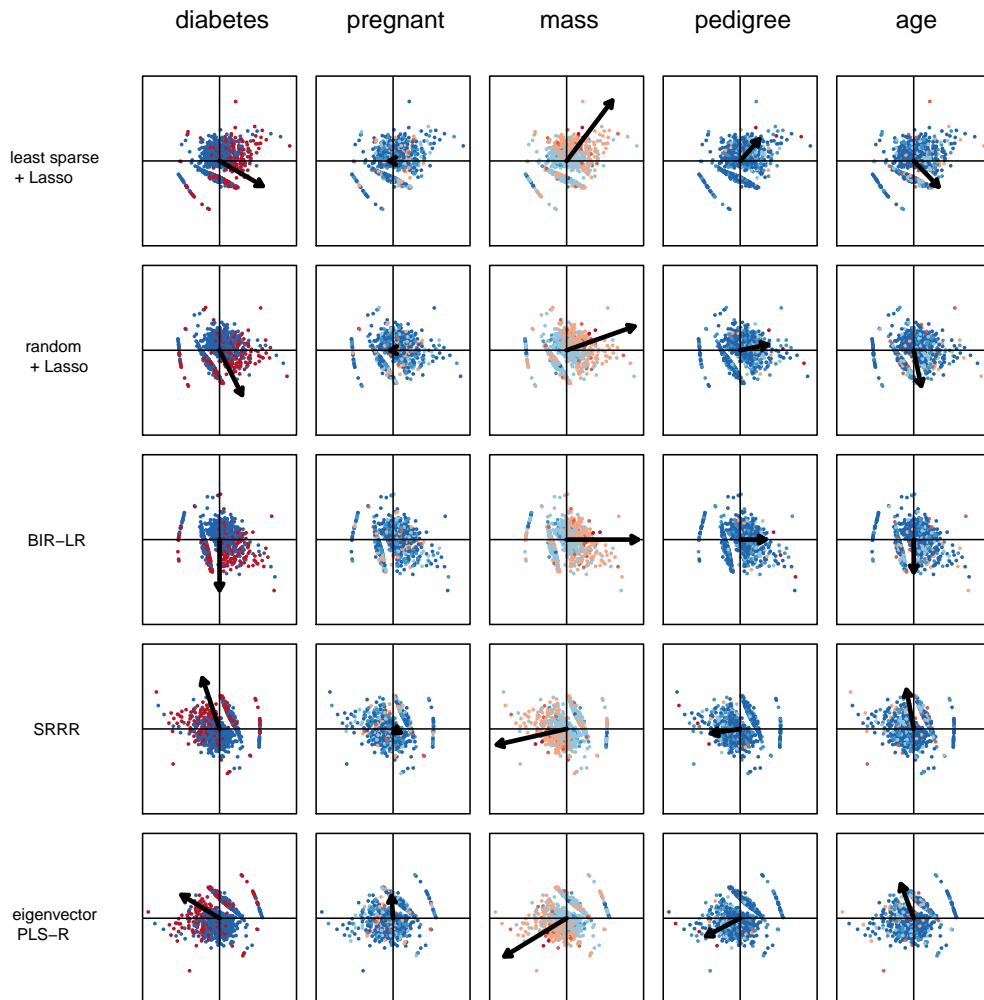 diabetes pregnant mass pedigree age
least sparse
+ Lasso
random
+ Lasso
BIR−LR
SRRR
eigenvector
PLS−R